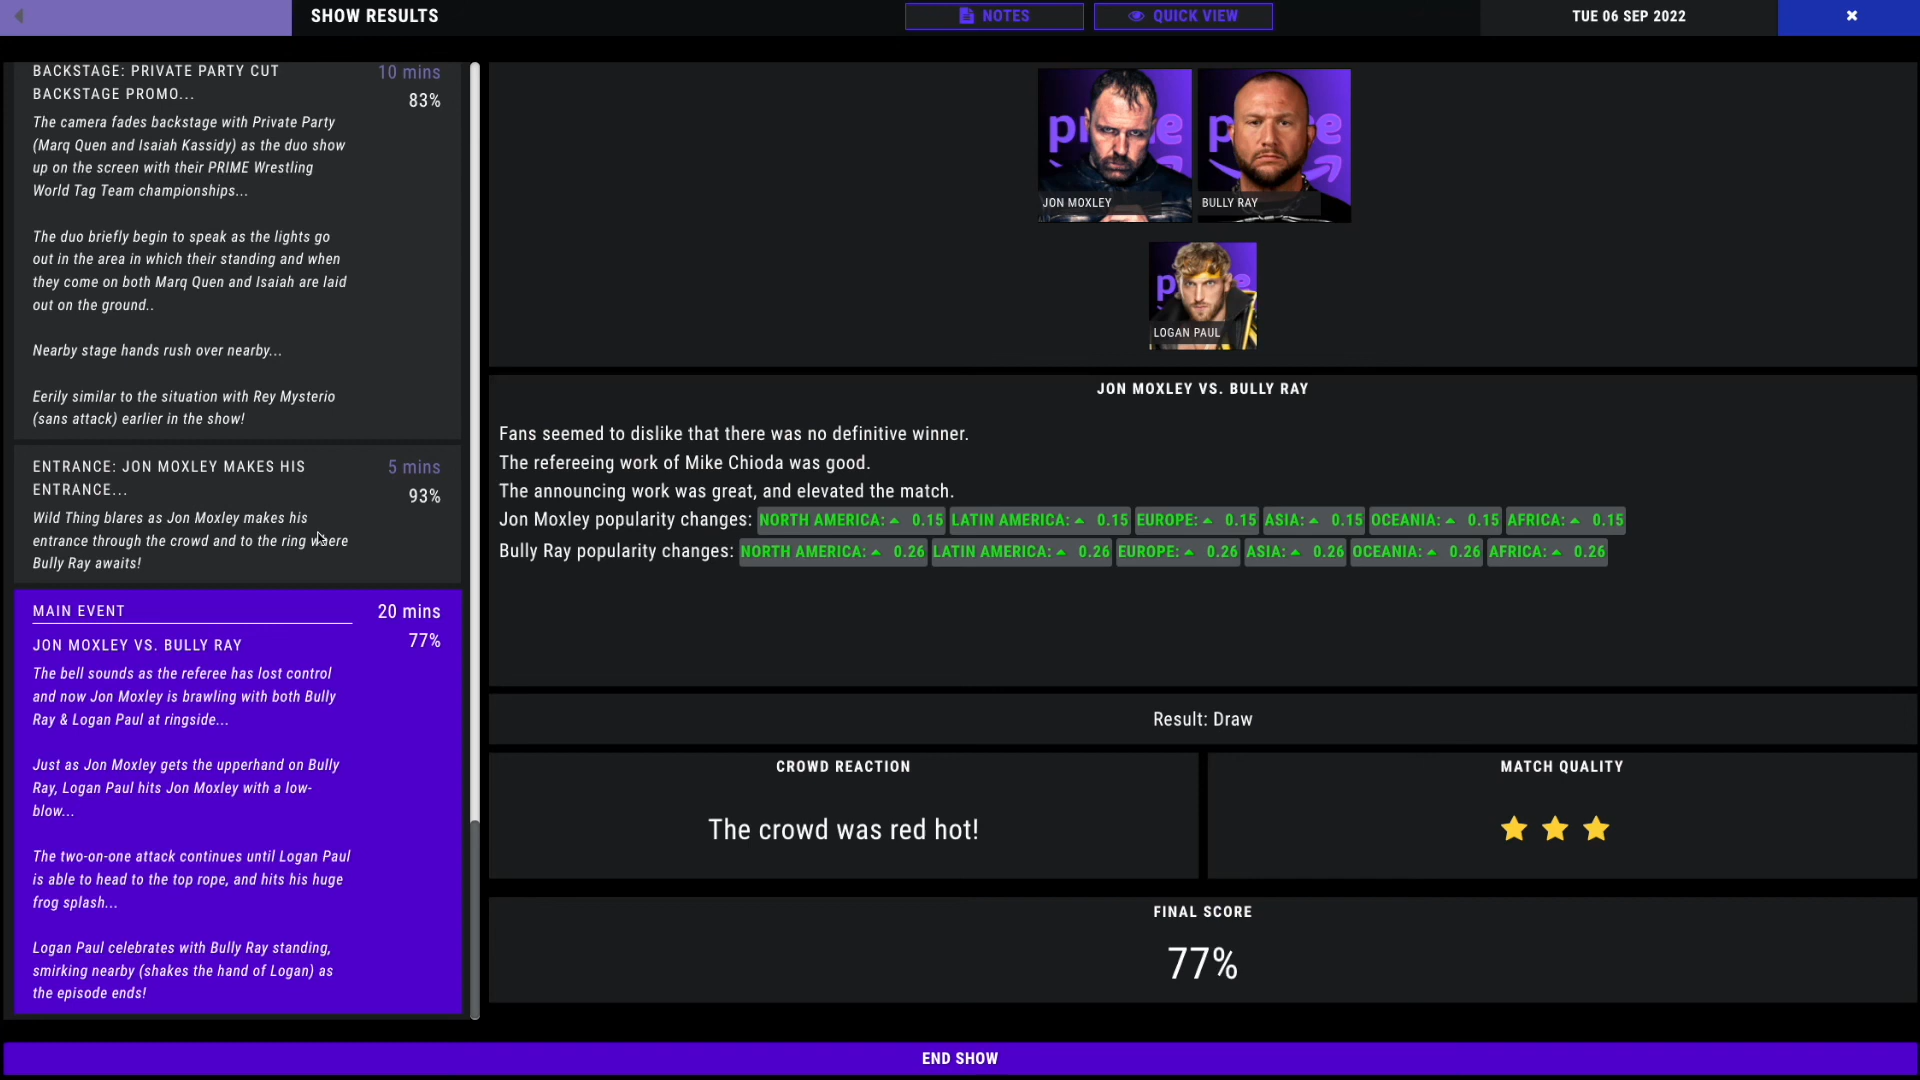 SHOW RESULTS
NOTES
QUICK VIEW
TUE 06 SEP 2022
BACKSTAGE: PRIVATE PARTY CUT
BACKSTAGE PROMO...
10 mins
83%
The camera fades backstage with Private Party
(Marq Quen and Isaiah Kassidy) as the duo show
up on the screen with their PRIME Wrestling
World Tag Team championships...
The duo briefly begin to speak as the lights go
out in the area in which their standing and when
they come on both Marq Quen and Isaiah are laid
out on the ground..
Nearby stage hands rush over nearby...
Eerily similar to the situation with Rey Mysterio
(sans attack) earlier in the show!
ENTRANCE: JON MOXLEY MAKES HIS
ENTRANCE...
5 mins
93%
Wild Thing blares as Jon Moxley makes his
entrance through the crowd and to the ring where
Bully Ray awaits!
MAIN EVENT
20 mins
JON MOXLEY VS. BULLY RAY
77%
The bell sounds as the referee has lost control
and now Jon Moxley is brawling with both Bully
Ray & Logan Paul at ringside...
Just as Jon Moxley gets the upperhand on Bully
Ray, Logan Paul hits Jon Moxley with a low-
blow...
The two-on-one attack continues until Logan Paul
is able to head to the top rope, and hits his huge
frog splash...
Logan Paul celebrates with Bully Ray standing,
smirking nearby (shakes the hand of Logan) as
the episode ends!
JON MOXLEY
BULLY RAY
LOGAN PAUL
JON MOXLEY VS. BULLY RAY
Fans seemed to dislike that there was no definitive winner.
The refereeing work of Mike Chioda was good.
The announcing work was great, and elevated the match.
Jon Moxley popularity changes: NORTH AMERICA: 0.15 LATIN AMERICA: 0.15 EUROPE: 0.15 ASIA: 0.15 OCEANIA: 0.15 AFRICA: 0.15
Bully Ray popularity changes: NORTH AMERICA: 0.26 LATIN AMERICA: 0.26 EUROPE: 0.26 ASIA: 0.26 OCEANIA: 0.26 AFRICA: 0.26
Result: Draw
CROWD REACTION
The crowd was red hot!
MATCH QUALITY
FINAL SCORE
77%
END SHOW